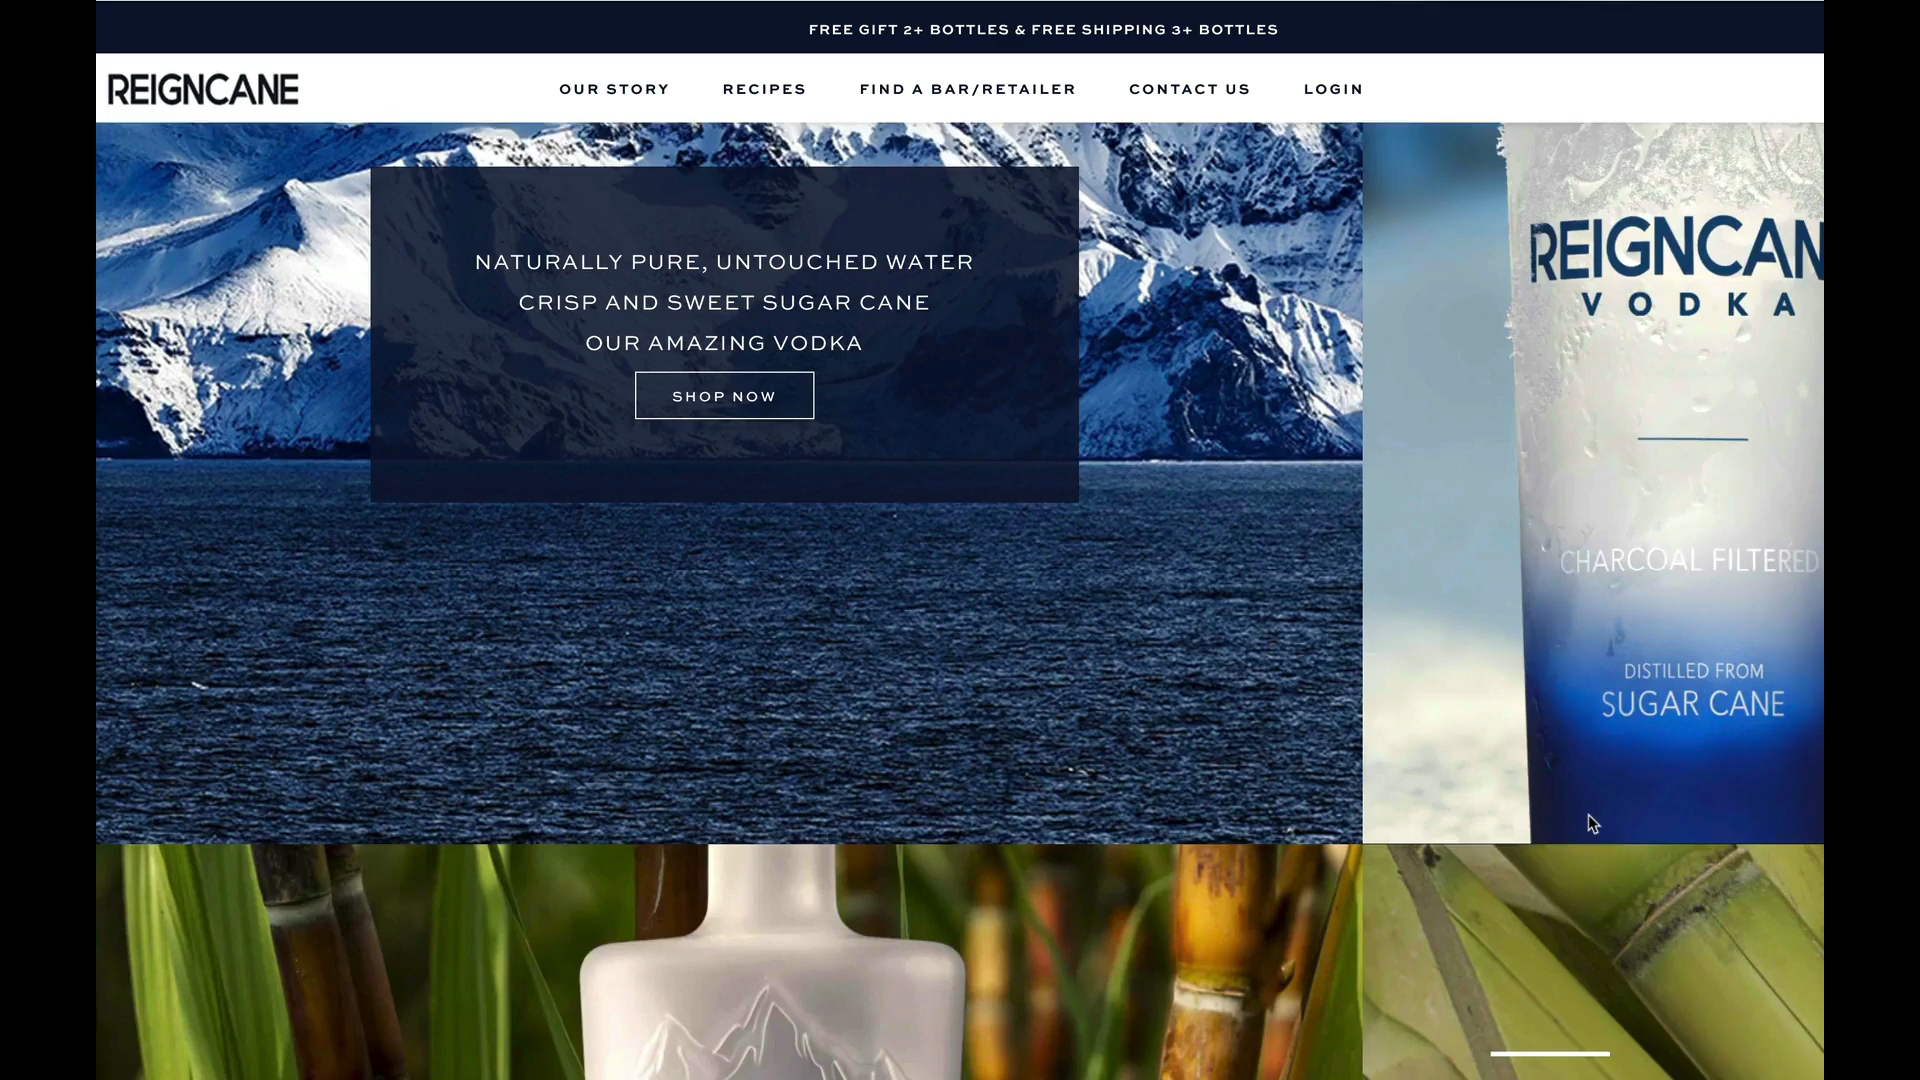 FREE GIFT 2+ BOTTLES & FREE SHIPPING 3+ BOTTLES
REIGNCANE
OUR STORY
RECIPES
FIND A BAR/RETAILER
CONTACT US
LOGIN
NATURALLY PURE, UNTOUCHED WATER
CRISP AND SWEET SUGAR CANE
OUR AMAZING VODKA
SHOP NOW
REIGNCAN
VODKA
CHARCOAL FILTERED
DISTILLED FROM
SUGAR CANE